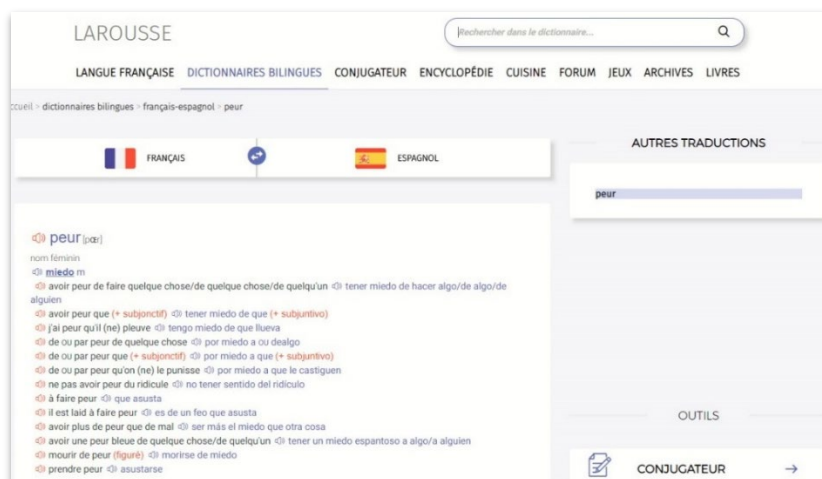 LAROUSSE
Rechercher dans le dictionnaire...
LANGUE FRANÇAISE DICTIONNAIRES BILINGUES CONJUGATEUR ENCYCLOPÉDIE CUISINE FORUM JEUX ARCHIVES LIVRES
ccueil > dictionnaires bilingues > français-espagnol > peur
FRANÇAIS ESPAGNOL
AUTRES TRADUCTIONS
peur
peur [pœr]
nom féminin
miedo m
avoir peur de faire quelque chose/de quelque chose/de quelqu'un tener miedo de hacer algo/de algo/de
alguien
avoir peur que (+ subjonctif) tener miedo de que (+ subjuntivo)
j'ai peur qu'il (ne) pleuve tengo miedo de que llueva
de ou par peur de quelque chose por miedo a ou dealgo
de ou par peur que (+ subjonctif) por miedo a que (+ subjuntivo)
de ou par peur qu'on (ne) le punisse por miedo a que le castiguen
ne pas avoir peur du ridicule no tener sentido del ridículo
à faire peur que asusta
il est laid à faire peur es de un feo que asusta
avoir plus de peur que de mal ser más el miedo que otra cosa
avoir une peur bleue de quelque chose/de quelqu'un tener un miedo espantoso a algo/a alguien
mourir de peur (figuré) morirse de miedo
prendre peur asustarse
OUTILS
CONJUGATEUR